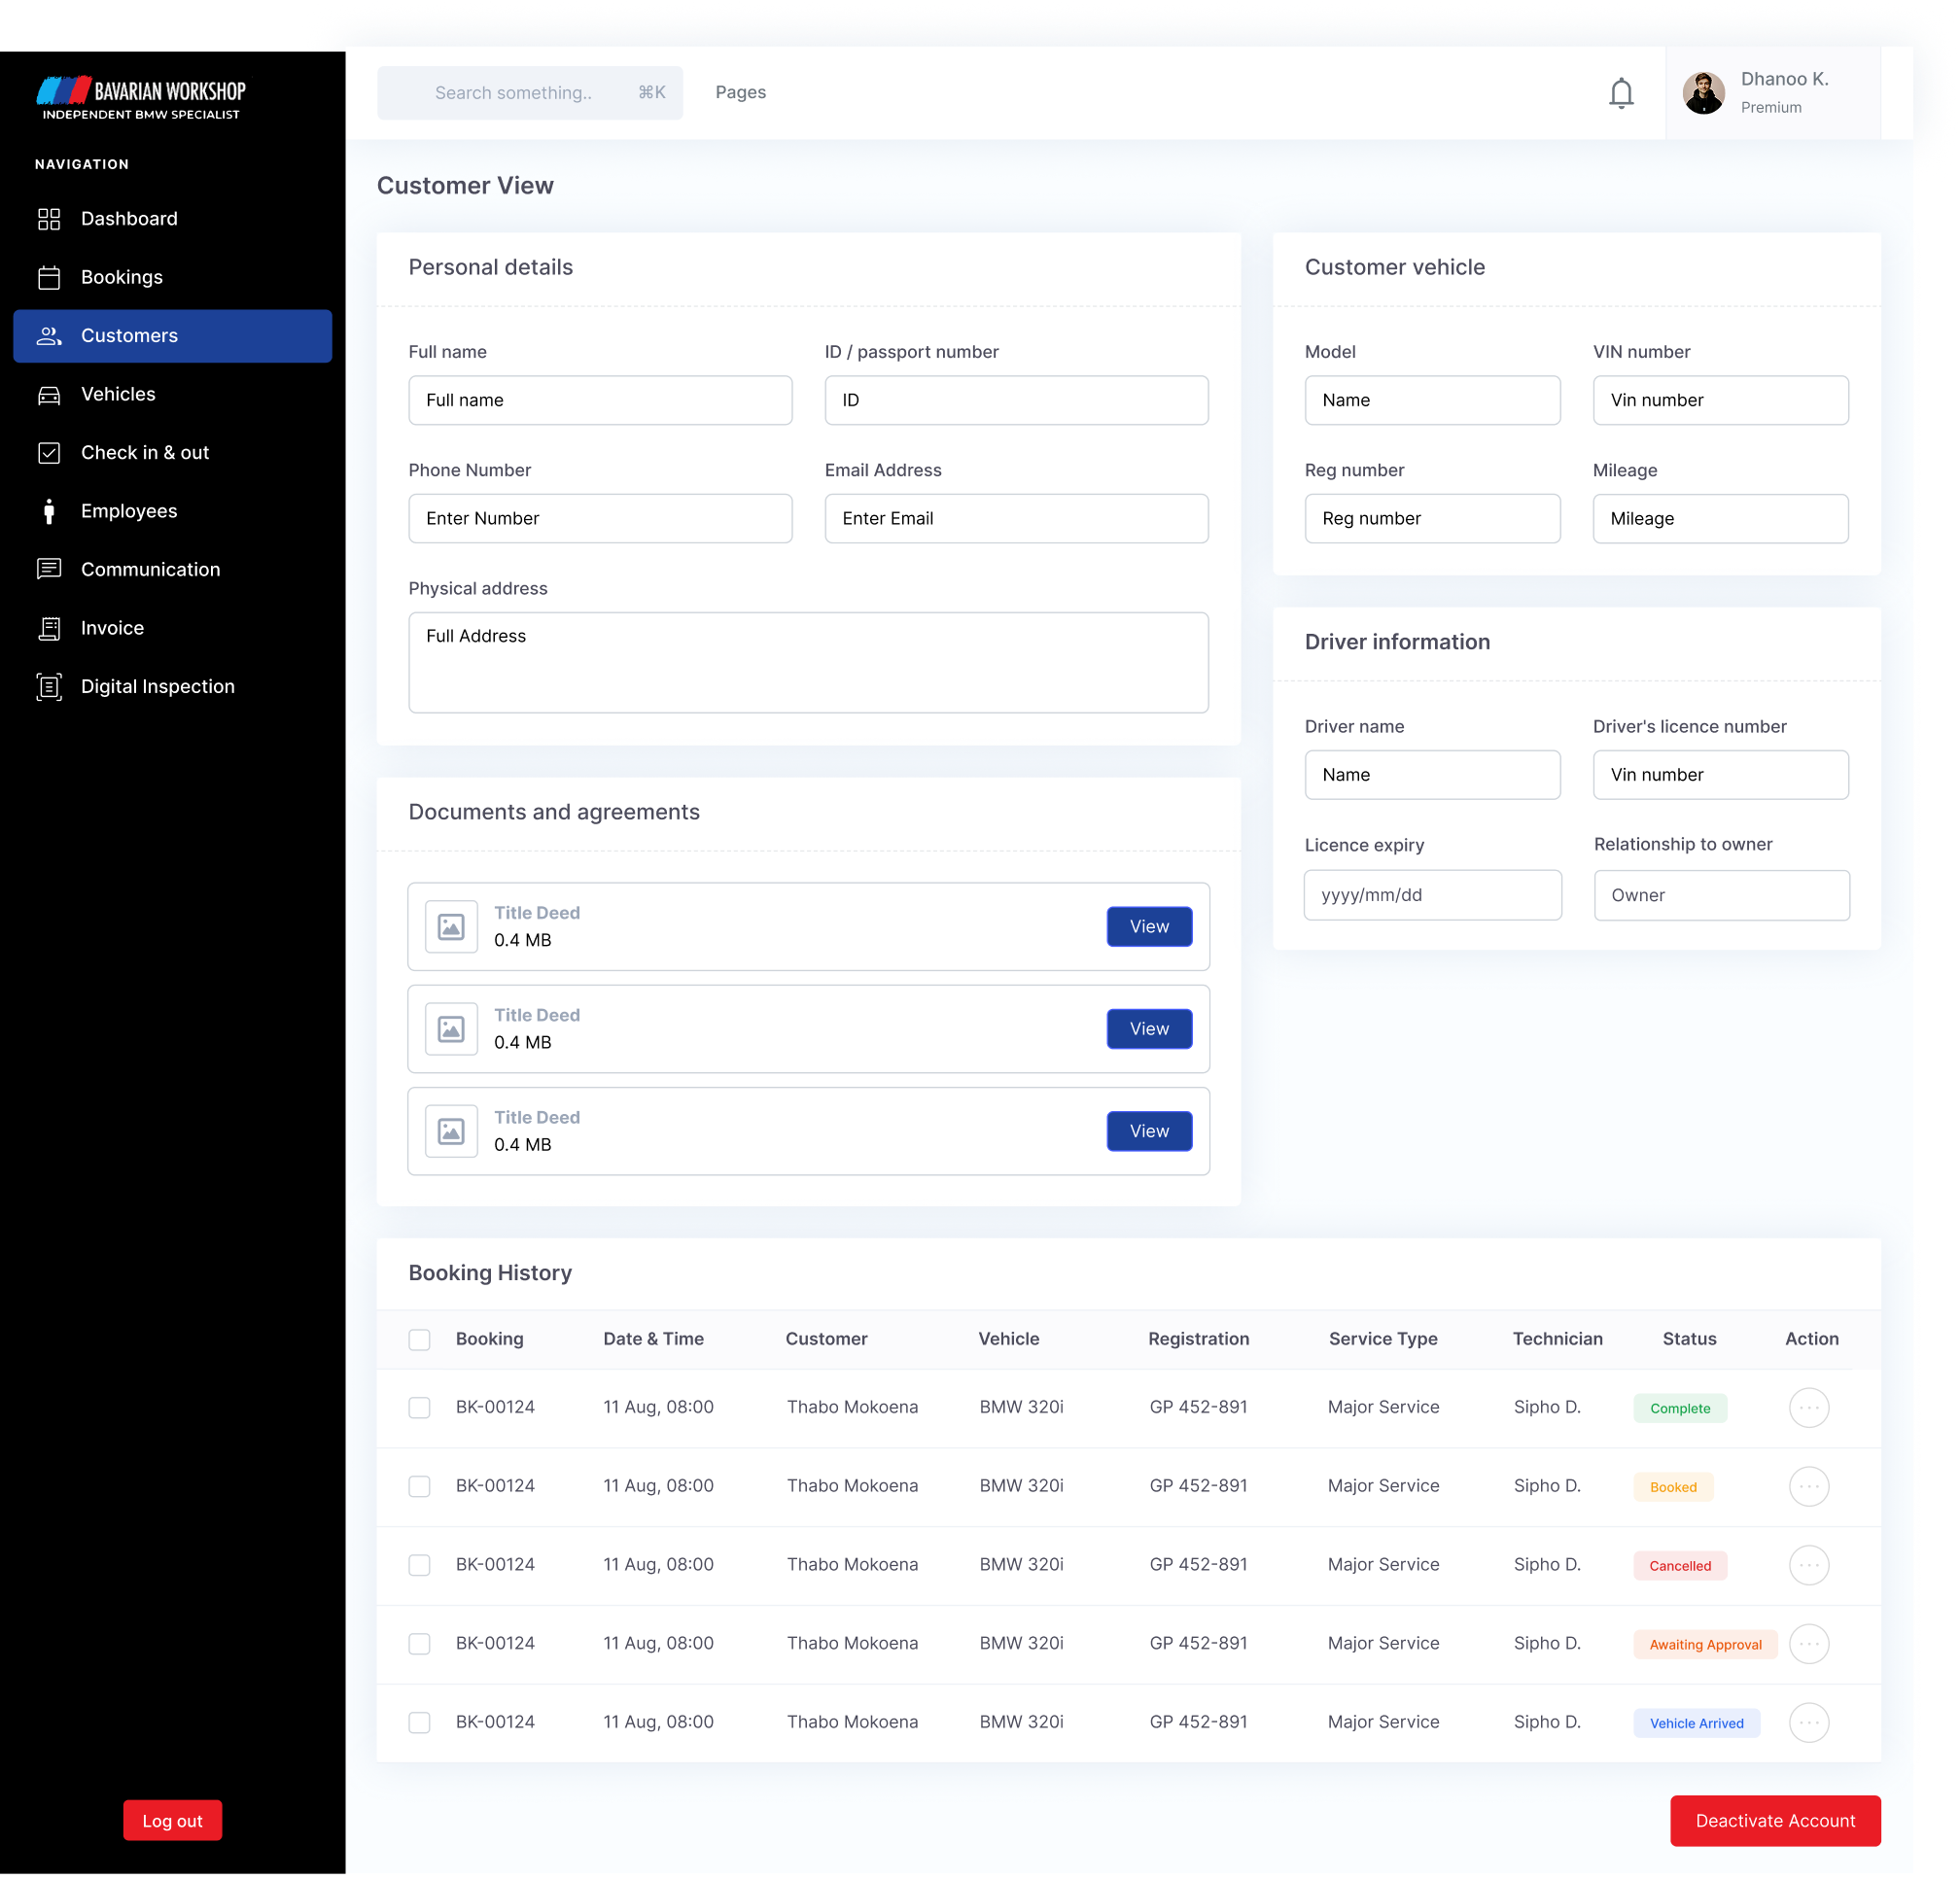 BAVARIAN WORKSHOP
INDEPENDENT BMW SPECIALIST
NAVIGATION
Dashboard
Bookings
Customers
Vehicles
Check in & out
Employees
Communication
Invoice
Digital Inspection
Log out
Search something.. ⌘K Pages
Dhanoo K.
Premium
Customer View
Personal details
Full name ID / passport number
Full name ID
Phone Number Email Address
Enter Number Enter Email
Physical address
Full Address
Customer vehicle
Model VIN number
Name Vin number
Reg number Mileage
Reg number Mileage
Driver information
Driver name Driver's licence number
Name Vin number
Licence expiry Relationship to owner
yyyy/mm/dd Owner
Documents and agreements
Title Deed
0.4 MB
View
Title Deed
0.4 MB
View
Title Deed
0.4 MB
View
Booking History
Booking Date & Time Customer Vehicle Registration Service Type Technician Status Action
BK-00124 11 Aug, 08:00 Thabo Mokoena BMW 320i GP 452-891 Major Service Sipho D. Complete
BK-00124 11 Aug, 08:00 Thabo Mokoena BMW 320i GP 452-891 Major Service Sipho D. Booked
BK-00124 11 Aug, 08:00 Thabo Mokoena BMW 320i GP 452-891 Major Service Sipho D. Cancelled
BK-00124 11 Aug, 08:00 Thabo Mokoena BMW 320i GP 452-891 Major Service Sipho D. Awaiting Approval
BK-00124 11 Aug, 08:00 Thabo Mokoena BMW 320i GP 452-891 Major Service Sipho D. Vehicle Arrived
Deactivate Account